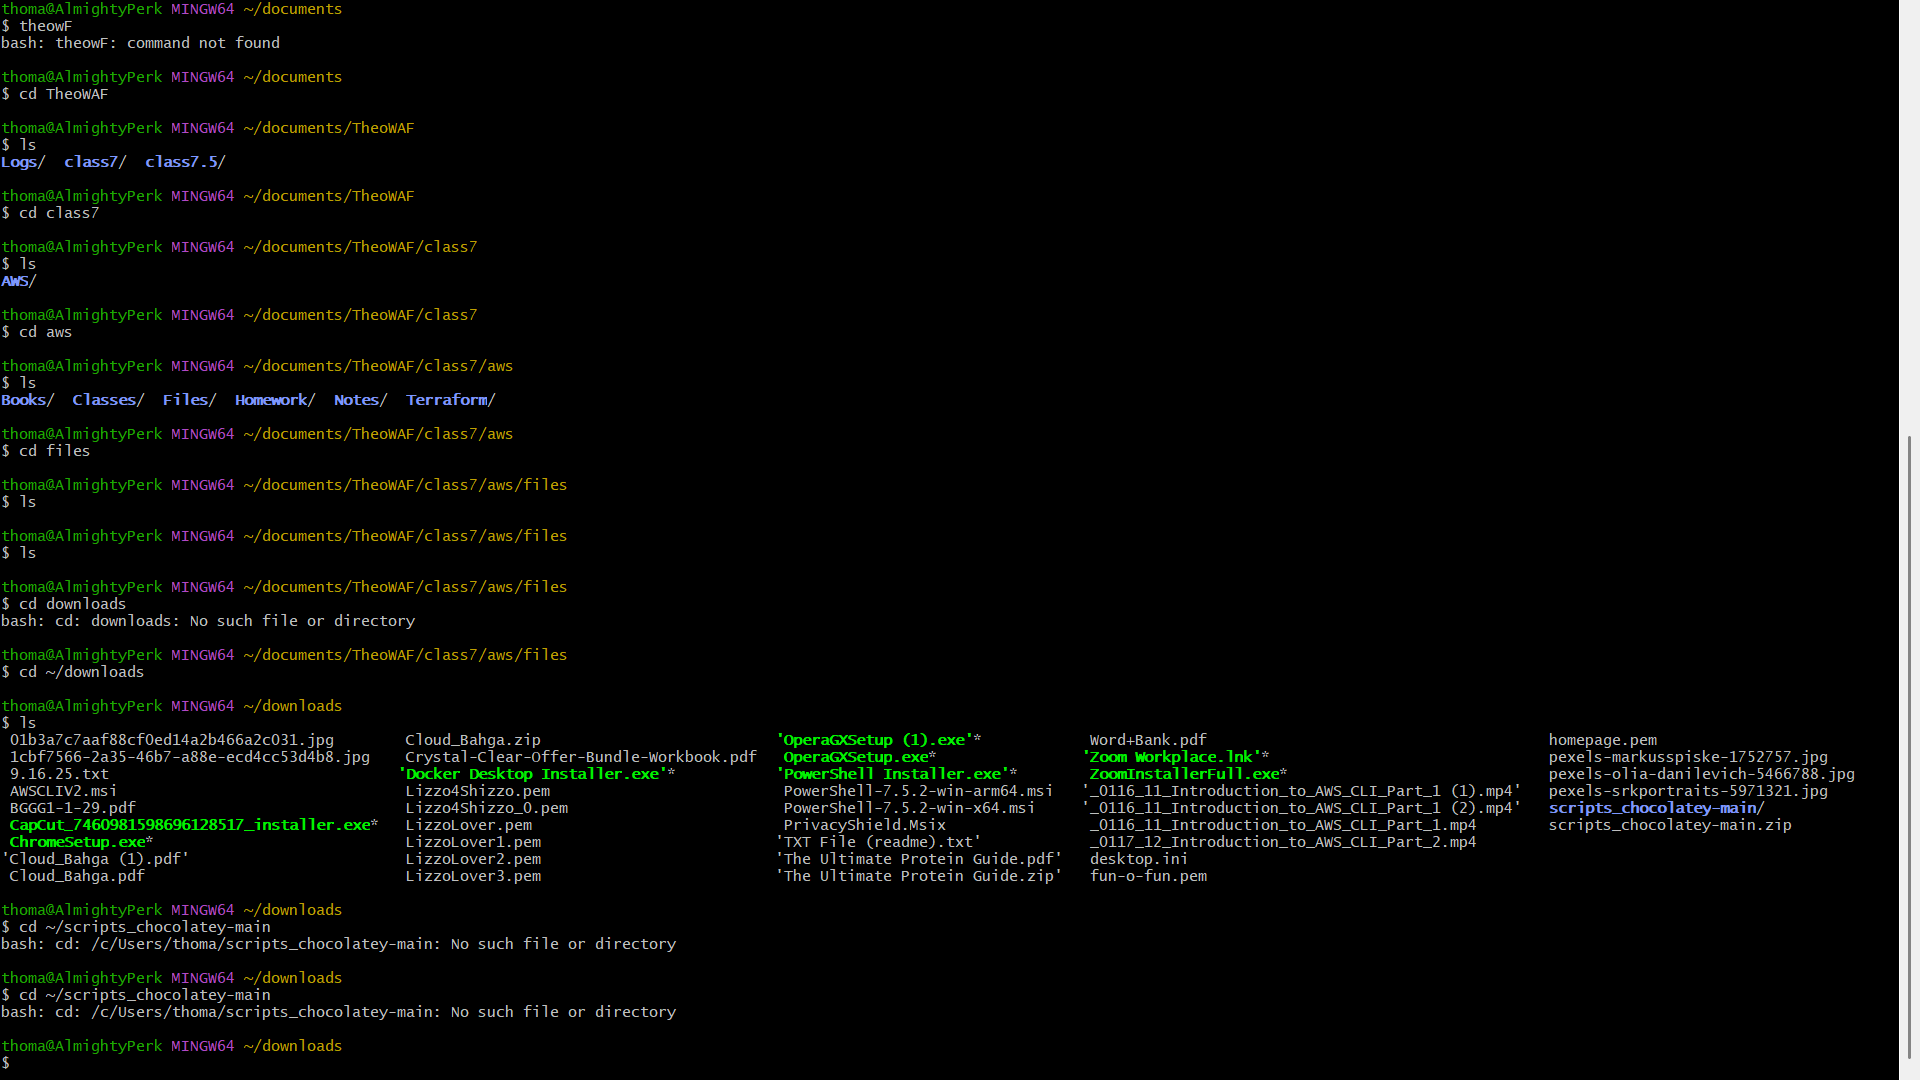 thoma@AlmightyPerk MINGW64 ~/documents
$ theowF
bash: theowF: command not found
thoma@AlmightyPerk MINGW64 ~/documents
$ cd TheoWAF
thoma@AlmightyPerk MINGW64 ~/documents/TheoWAF
$ ls
Logs/  class7/  class7.5/
thoma@AlmightyPerk MINGW64 ~/documents/TheoWAF
$ cd class7
thoma@AlmightyPerk MINGW64 ~/documents/TheoWAF/class7
$ ls
AWS/
thoma@AlmightyPerk MINGW64 ~/documents/TheoWAF/class7
$ cd aws
thoma@AlmightyPerk MINGW64 ~/documents/TheoWAF/class7/aws
$ ls
Books/  Classes/  Files/  Homework/  Notes/  Terraform/
thoma@AlmightyPerk MINGW64 ~/documents/TheoWAF/class7/aws
$ cd files
thoma@AlmightyPerk MINGW64 ~/documents/TheoWAF/class7/aws/files
$ ls
thoma@AlmightyPerk MINGW64 ~/documents/TheoWAF/class7/aws/files
$ ls
thoma@AlmightyPerk MINGW64 ~/documents/TheoWAF/class7/aws/files
$ cd downloads
bash: cd: downloads: No such file or directory
thoma@AlmightyPerk MINGW64 ~/documents/TheoWAF/class7/aws/files
$ cd ~/downloads
thoma@AlmightyPerk MINGW64 ~/downloads
$ ls
01b3a7c7aaf88cf0ed14a2b466a2c031.jpg  Cloud_Bahga.zip  'OperaGXSetup (1).exe'*  Word+Bank.pdf  homepage.pem
1cbf7566-2a35-46b7-a88e-ecd4cc53d4b8.jpg  Crystal-Clear-Offer-Bundle-Workbook.pdf  OperaGXSetup.exe*  'Zoom Workplace.lnk'*  pexels-markusspiske-1752757.jpg
9.16.25.txt  'Docker Desktop Installer.exe'*  'PowerShell Installer.exe'*  ZoomInstallerFull.exe*  pexels-olia-danilevich-5466788.jpg
AWSCLIV2.msi  Lizzo4Shizzo.pem  PowerShell-7.5.2-win-arm64.msi  '_0116_11_Introduction_to_AWS_CLI_Part_1 (1).mp4'  pexels-srkportraits-5971321.jpg
BGGG1-1-29.pdf  Lizzo4Shizzo_O.pem  PowerShell-7.5.2-win-x64.msi  '_0116_11_Introduction_to_AWS_CLI_Part_1 (2).mp4'  scripts_chocolatey-main/
CapCut_7460981598696128517_installer.exe*  LizzoLover.pem  PrivacyShield.Msix  _0116_11_Introduction_to_AWS_CLI_Part_1.mp4  scripts_chocolatey-main.zip
ChromeSetup.exe*  LizzoLover1.pem  'TXT File (readme).txt'  _0117_12_Introduction_to_AWS_CLI_Part_2.mp4
'Cloud_Bahga (1).pdf'  LizzoLover2.pem  'The Ultimate Protein Guide.pdf'  desktop.ini
Cloud_Bahga.pdf  LizzoLover3.pem  'The Ultimate Protein Guide.zip'  fun-o-fun.pem
thoma@AlmightyPerk MINGW64 ~/downloads
$ cd ~/scripts_chocolatey-main
bash: cd: /c/Users/thoma/scripts_chocolatey-main: No such file or directory
thoma@AlmightyPerk MINGW64 ~/downloads
$ cd ~/scripts_chocolatey-main
bash: cd: /c/Users/thoma/scripts_chocolatey-main: No such file or directory
thoma@AlmightyPerk MINGW64 ~/downloads
$